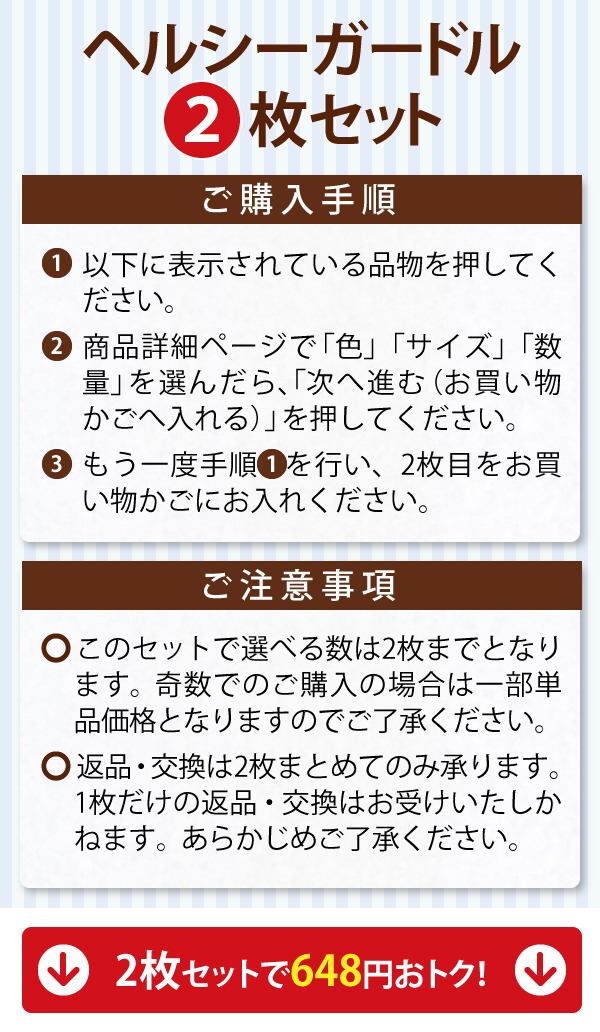 ヘルシーガードル
2枚セット
ご購入手順
1 以下に表示されている品物を押してく
ださい。
2 商品詳細ページで「色」「サイズ」「数
量」を選んだら、「次へ進む（お買い物
かごへ入れる）」を押してください。
3 もう一度手順1を行い、2枚目をお買
い物かごにお入れください。
ご注意事項
○ このセットで選べる数は2枚までとなり
ます。奇数でのご購入の場合は一部単
品価格となりますのでご了承ください。
○ 返品・交換は2枚まとめてのみ承ります。
1枚だけの返品・交換はお受けいたしか
ねます。あらかじめご了承ください。
2枚セットで648円おトク!